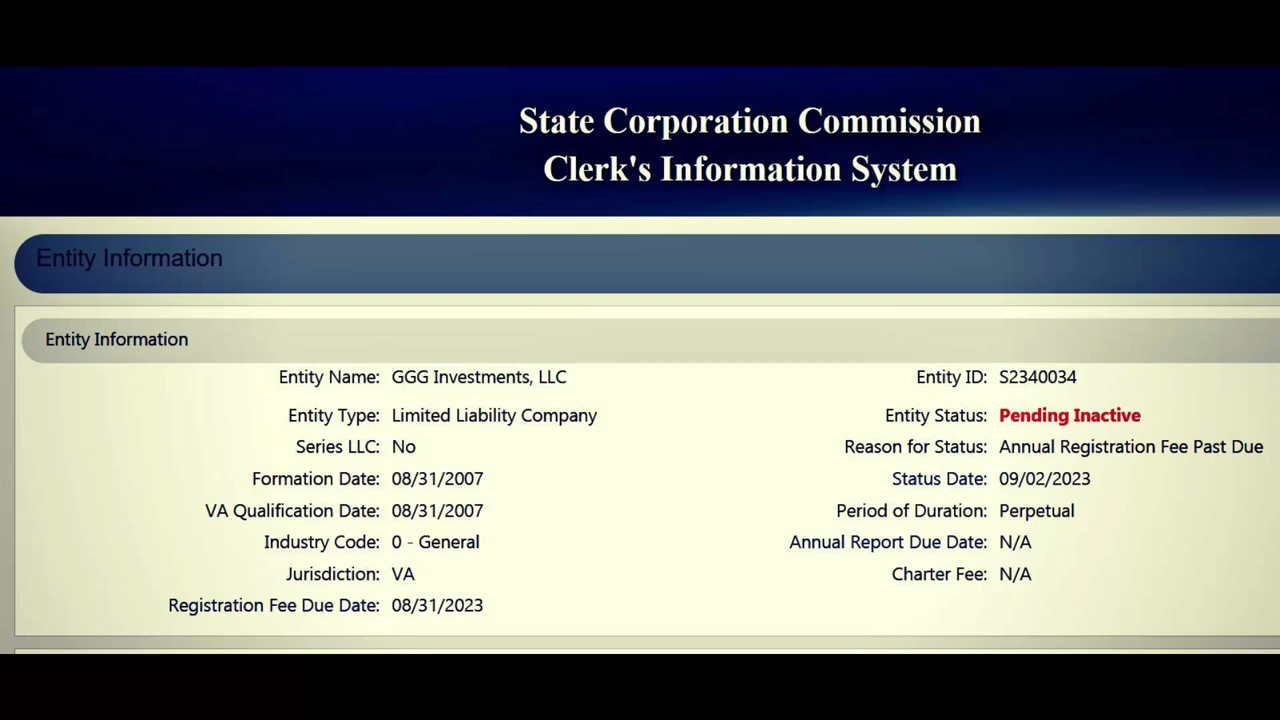 State Corporation Commission
Clerk's Information System
Entity Information
Entity Information
Entity Name: GGG Investments, LLC Entity ID: S2340034
Entity Type: Limited Liability Company Entity Status: Pending Inactive
Series LLC: No Reason for Status: Annual Registration Fee Past Due
Formation Date: 08/31/2007 Status Date: 09/02/2023
VA Qualification Date: 08/31/2007 Period of Duration: Perpetual
Industry Code: 0 - General Annual Report Due Date: N/A
Jurisdiction: VA Charter Fee: N/A
Registration Fee Due Date: 08/31/2023